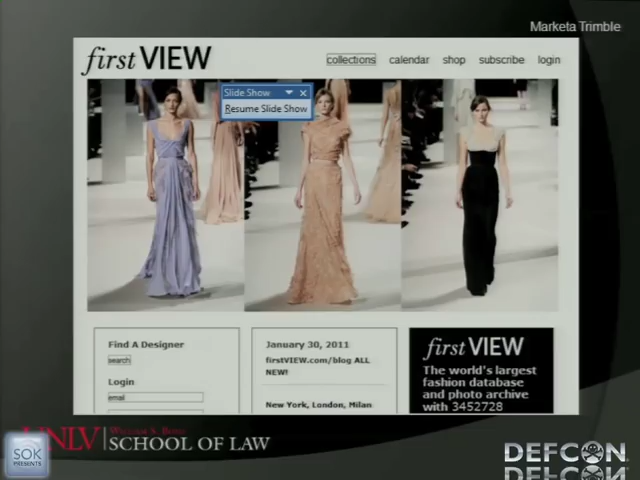 Marketa Trimble
firstVIEW
collections calendar shop subscribe login
Slide Show
Resume Slide Show
Find A Designer
search
Login
email
January 30, 2011
firstVIEW.com/blog ALL
NEW!
New York, London, Milan
firstVIEW
The world's largest
fashion database
and photo archive
with 3452728
UNLV
SCHOOL OF LAW
SOK
PRESENTS
DEFCON